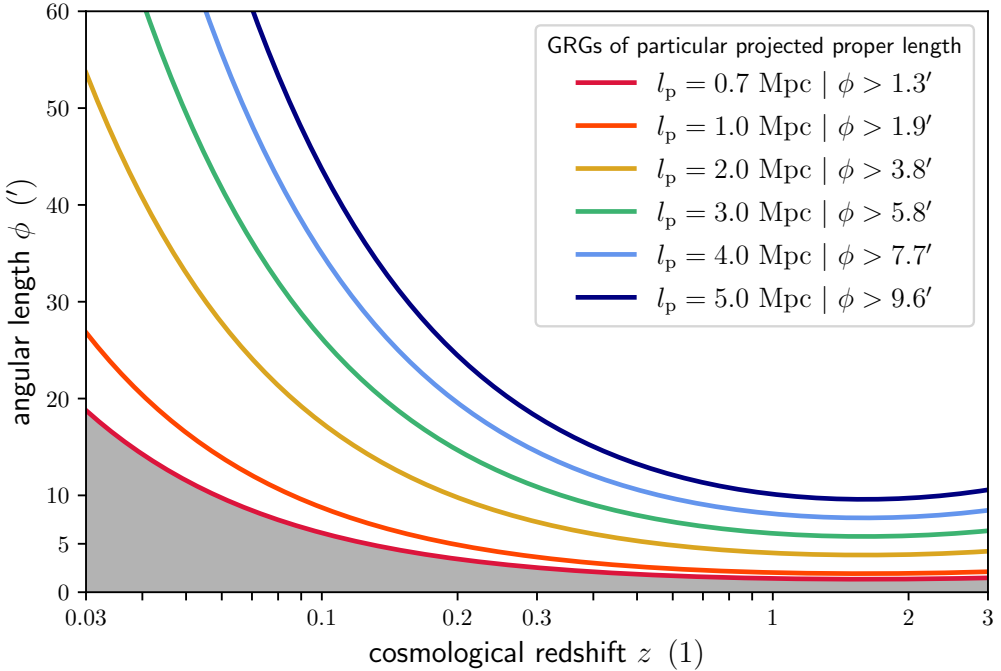 60
50
40
30
20
10
5
0
angular length ϕ (′)
GRGs of particular projected proper length
l_p = 0.7 Mpc | ϕ > 1.3′
l_p = 1.0 Mpc | ϕ > 1.9′
l_p = 2.0 Mpc | ϕ > 3.8′
l_p = 3.0 Mpc | ϕ > 5.8′
l_p = 4.0 Mpc | ϕ > 7.7′
l_p = 5.0 Mpc | ϕ > 9.6′
0.03 0.1 0.2 0.3 1 2 3
cosmological redshift z (1)